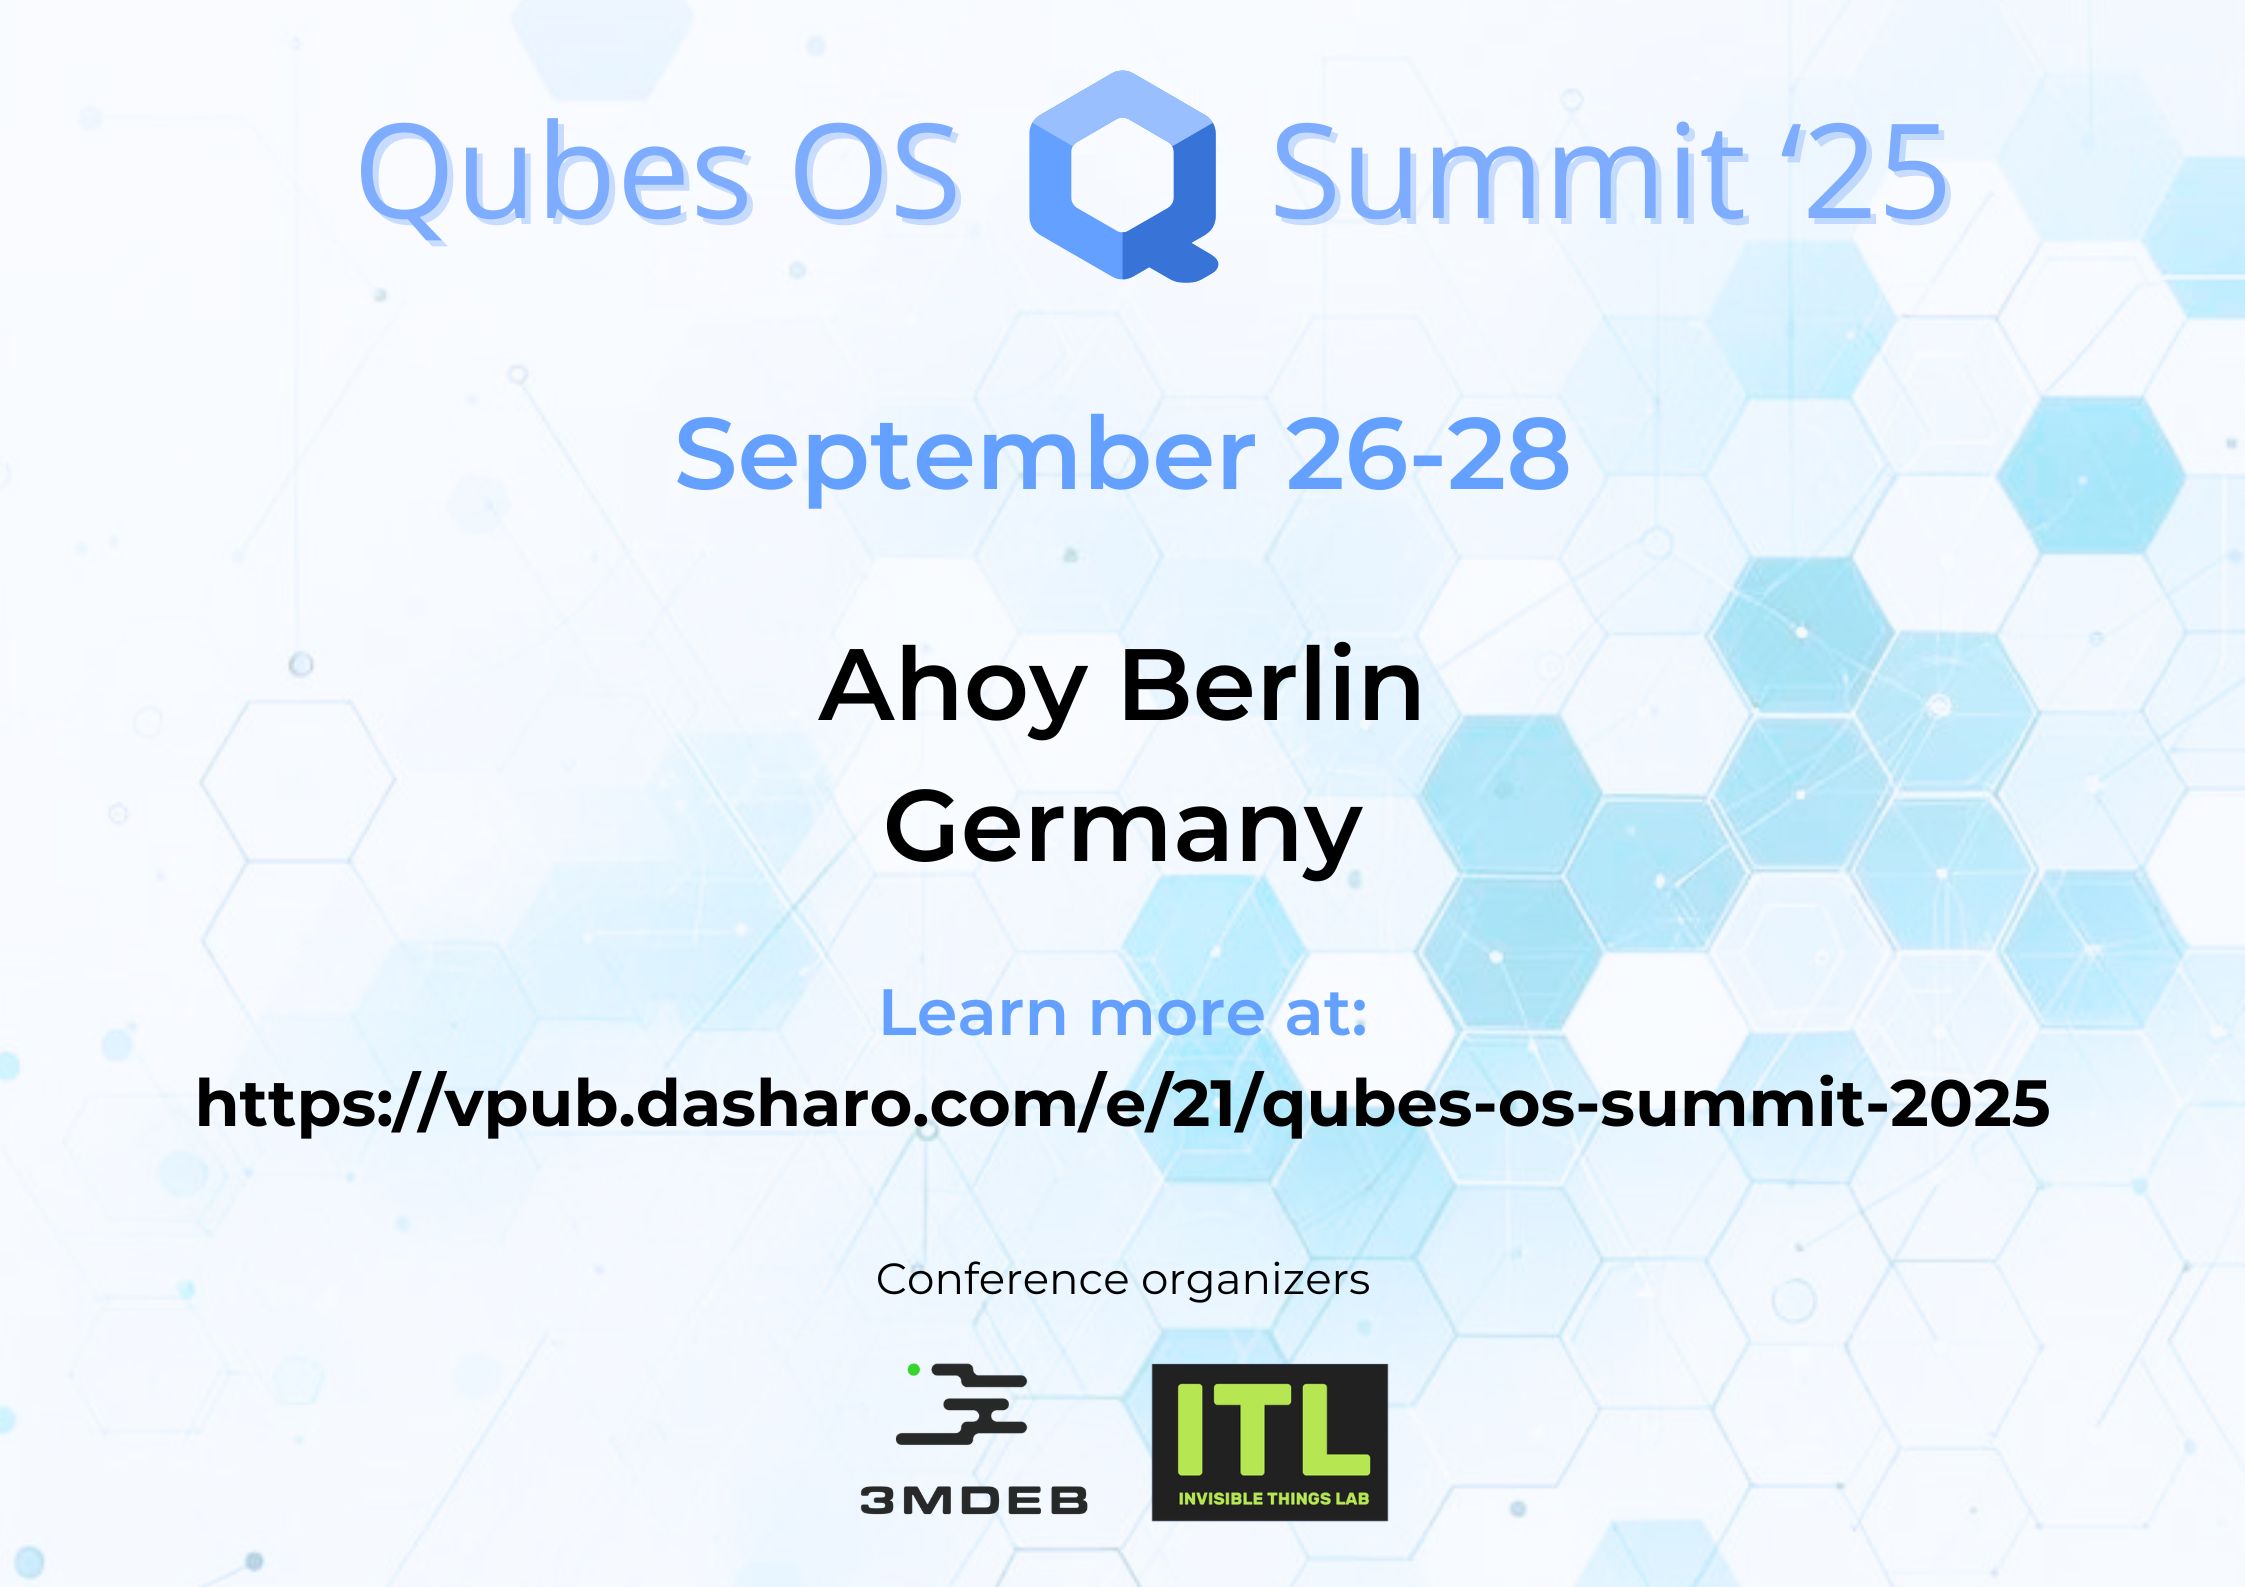 Qubes OS Summit ‘25
September 26-28
Ahoy Berlin
Germany
Learn more at:
https://vpub.dasharo.com/e/21/qubes-os-summit-2025
Conference organizers
3MDEB
ITL
INVISIBLE THINGS LAB